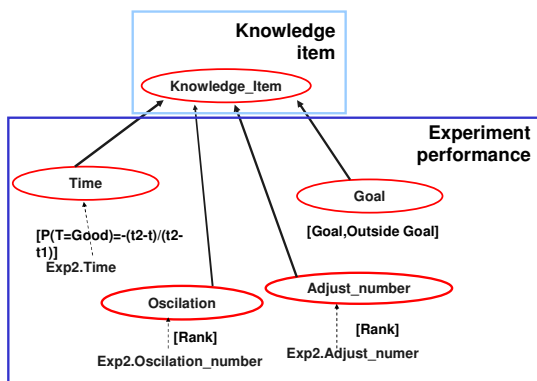 Knowledge
item
Knowledge_Item
Experiment
performance
Time
Goal
[P(T=Good)=-(t2-t)/(t2-
t1)]
Exp2.Time
[Goal,Outside Goal]
Oscilation
Adjust_number
[Rank]
Exp2.Oscilation_number
[Rank]
Exp2.Adjust_numer